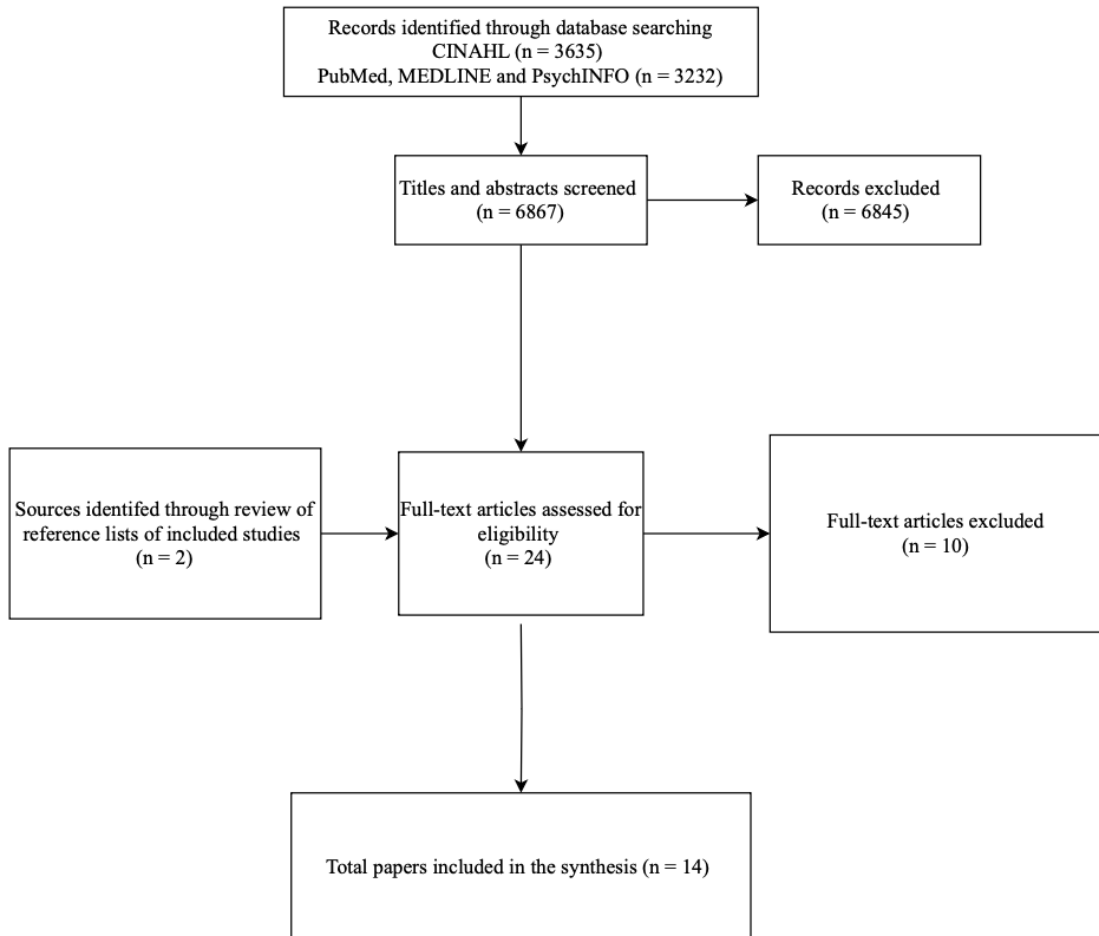 Records identified through database searching
CINAHL (n = 3635)
PubMed, MEDLINE and PsychINFO (n = 3232)
Titles and abstracts screened
(n = 6867)
Records excluded
(n = 6845)
Sources identifed through review of
reference lists of included studies
(n = 2)
Full-text articles assessed for
eligibility
(n = 24)
Full-text articles excluded
(n = 10)
Total papers included in the synthesis (n = 14)